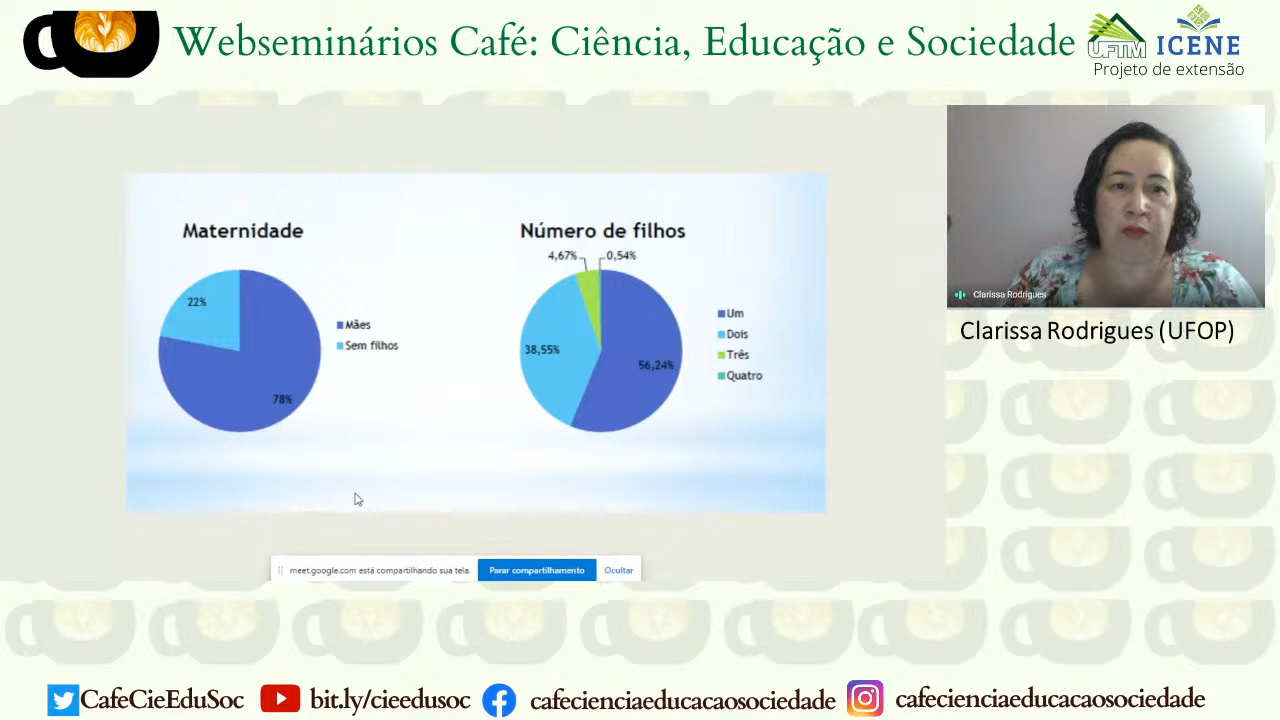 Webseminários Café: Ciência, Educação e Sociedade
UFTM
ICENE
Projeto de extensão
Maternidade
22%
78%
Mães
Sem filhos
Número de filhos
4,67%
0,54%
38,55%
56,24%
Um
Dois
Três
Quatro
Clarissa Rodrigues
Clarissa Rodrigues (UFOP)
meet.google.com está compartilhando sua tela.
Parar compartilhamento
Ocultar
CafeCieEduSoc
bit.ly/cieedusoc
cafecienciaeducacaosociedade
cafecienciaeducacaosociedade